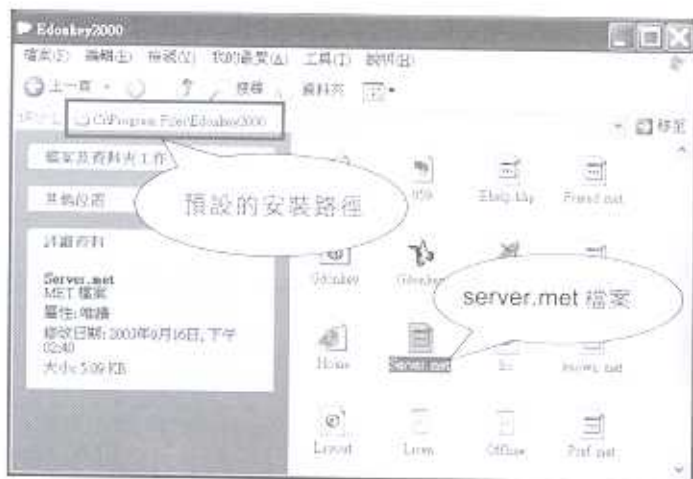 Edonkey2000
檔案(F) 編輯(E) 檢視(V) 我的最愛(A) 工具(T) 說明(H)
上一頁 搜尋 資料夾
C:\Program Files\Edonkey2000 移至
檔案及資料夾工作
其他位置
預設的安裝路徑
詳細資料
Server.met
MET 檔案
屬性: 唯讀
修改日期: 2003年9月16日, 下午
02:40
大小: 5.09 KB
Friend.met
server.met 檔案
Home Server.met
Layout Offline Pref.met